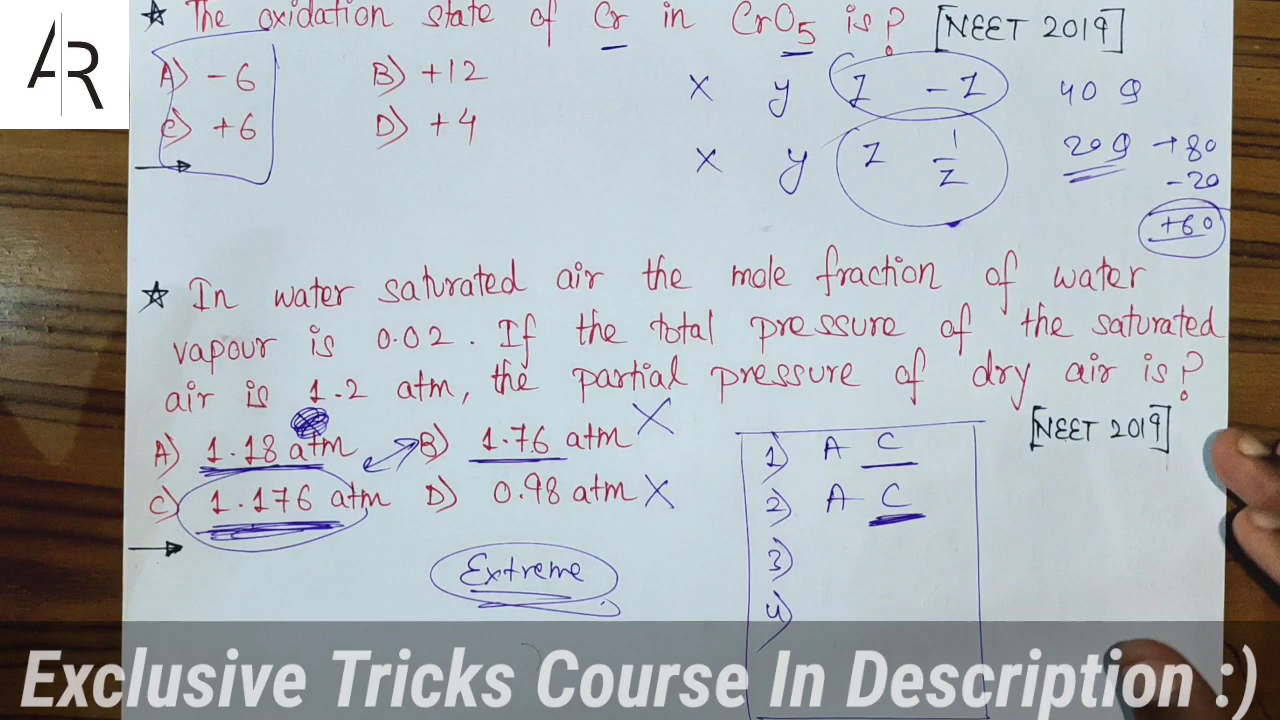 AR
☆ The oxidation state of Cr in CrO5 is? [NEET 2019]
A) -6 B) +12
C) +6 D) +4
x y z -z 40 Q
x y z 1/z 20 Q → 80
-20
+60
☆ In water saturated air the mole fraction of water
vapour is 0.02. If the total pressure of the saturated
air is 1.2 atm, the partial pressure of dry air is?
[NEET 2019]
A) 1.18 atm B) 1.76 atm X
C) 1.176 atm D) 0.98 atm X
1) A C
2) A C
3)
4)
Extreme
Exclusive Tricks Course In Description :)